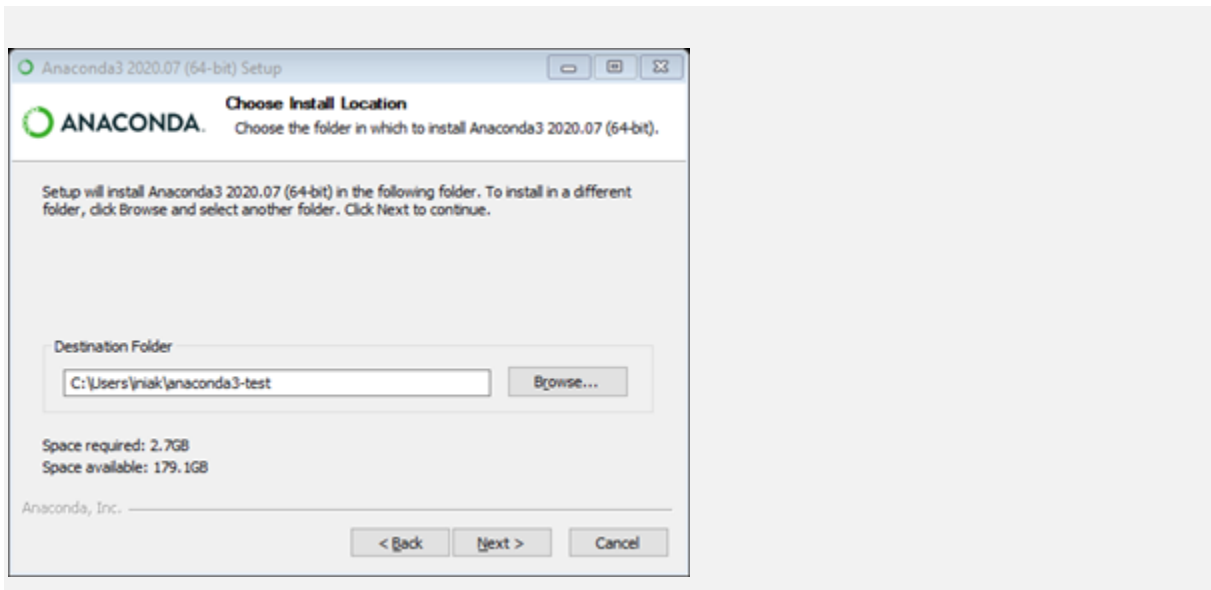 Anaconda3 2020.07 (64-bit) Setup
ANACONDA.
Choose Install Location
Choose the folder in which to install Anaconda3 2020.07 (64-bit).
Setup will install Anaconda3 2020.07 (64-bit) in the following folder. To install in a different
folder, click Browse and select another folder. Click Next to continue.
Destination Folder
C:\Users\iniak\anaconda3-test
Browse...
Space required: 2.7GB
Space available: 179.1GB
Anaconda, Inc.
< Back
Next >
Cancel